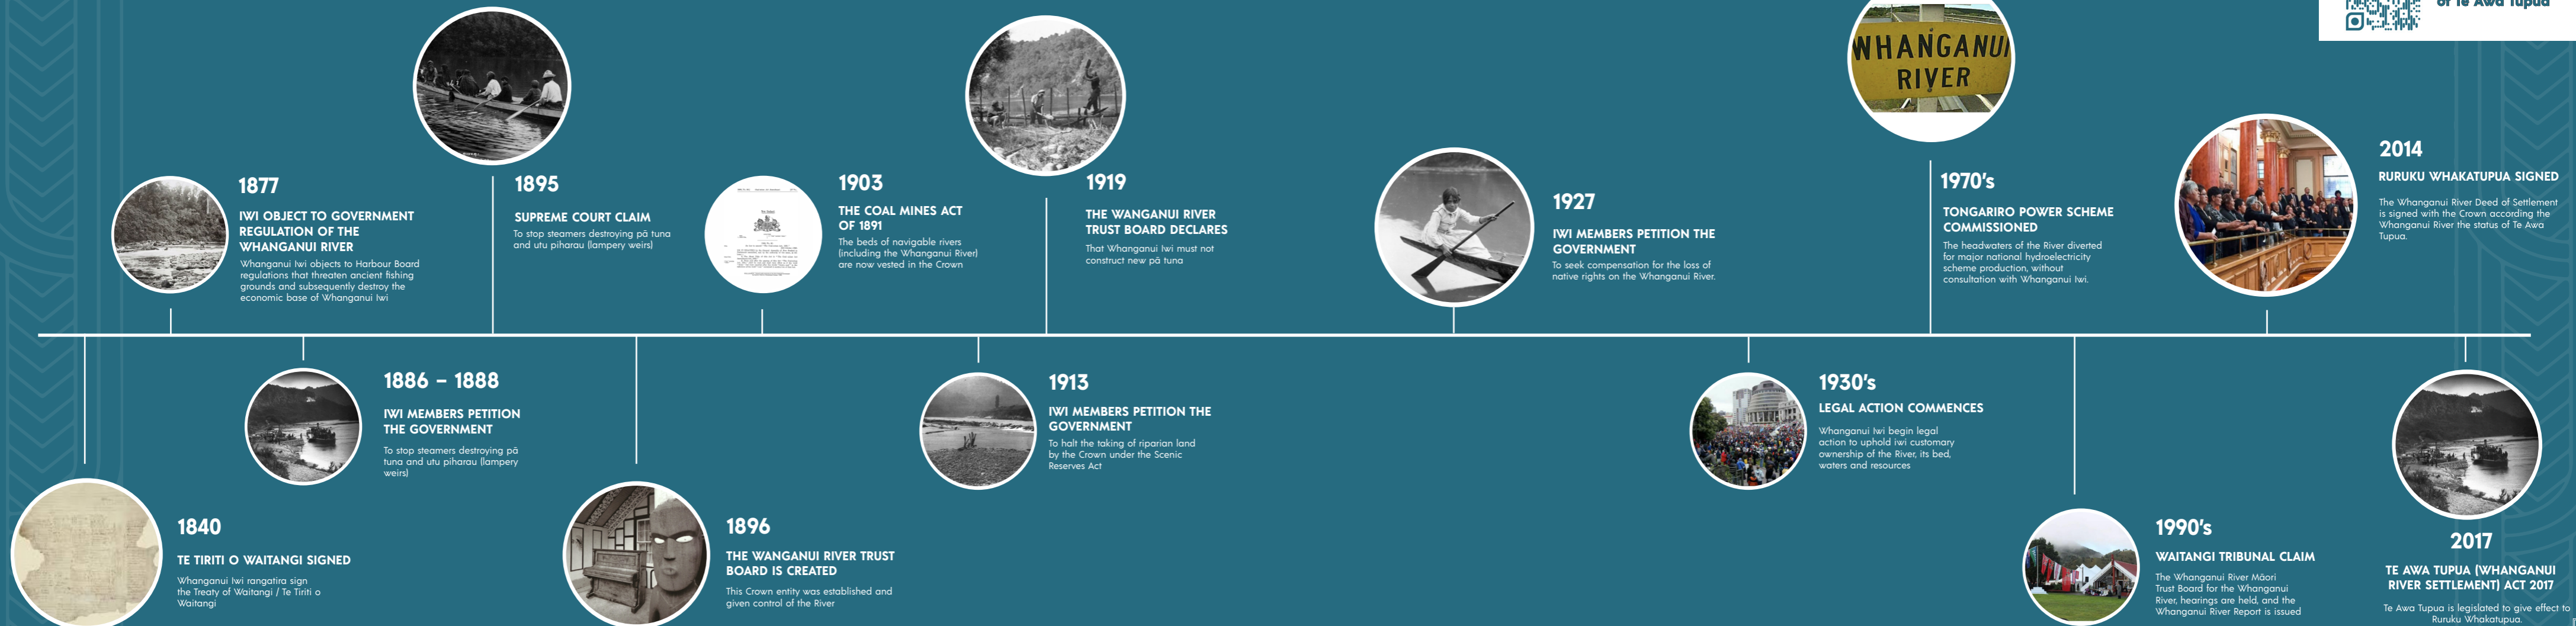 of Te Awa Tupua
WHANGANUI
RIVER
1877
IWI OBJECT TO GOVERNMENT
REGULATION OF THE
WHANGANUI RIVER
Whanganui Iwi objects to Harbour Board
regulations that threaten ancient fishing
grounds and subsequently destroy the
economic base of Whanganui Iwi
1895
SUPREME COURT CLAIM
To stop steamers destroying pā tuna
and utu piharau (lampery weirs)
1903
THE COAL MINES ACT
OF 1891
The beds of navigable rivers
(including the Whanganui River)
are now vested in the Crown
1919
THE WANGANUI RIVER
TRUST BOARD DECLARES
That Whanganui Iwi must not
construct new pā tuna
1927
IWI MEMBERS PETITION THE
GOVERNMENT
To seek compensation for the loss of
native rights on the Whanganui River.
1970's
TONGARIRO POWER SCHEME
COMMISSIONED
The headwaters of the River diverted
for major national hydroelectricity
scheme production, without
consultation with Whanganui Iwi.
2014
RURUKU WHAKATUPUA SIGNED
The Whanganui River Deed of Settlement
is signed with the Crown according the
Whanganui River the status of Te Awa
Tupua.
1840
TE TIRITI O WAITANGI SIGNED
Whanganui Iwi rangatira sign
the Treaty of Waitangi / Te Tiriti o
Waitangi
1886 – 1888
IWI MEMBERS PETITION
THE GOVERNMENT
To stop steamers destroying pā
tuna and utu piharau (lampery
weirs)
1896
THE WANGANUI RIVER TRUST
BOARD IS CREATED
This Crown entity was established and
given control of the River
1913
IWI MEMBERS PETITION THE
GOVERNMENT
To halt the taking of riparian land
by the Crown under the Scenic
Reserves Act
1930's
LEGAL ACTION COMMENCES
Whanganui Iwi begin legal
action to uphold iwi customary
ownership of the River, its bed,
waters and resources
1990's
WAITANGI TRIBUNAL CLAIM
The Whanganui River Māori
Trust Board for the Whanganui
River, hearings are held, and the
Whanganui River Report is issued
2017
TE AWA TUPUA (WHANGANUI
RIVER SETTLEMENT) ACT 2017
Te Awa Tupua is legislated to give effect to
Ruruku Whakatupua.